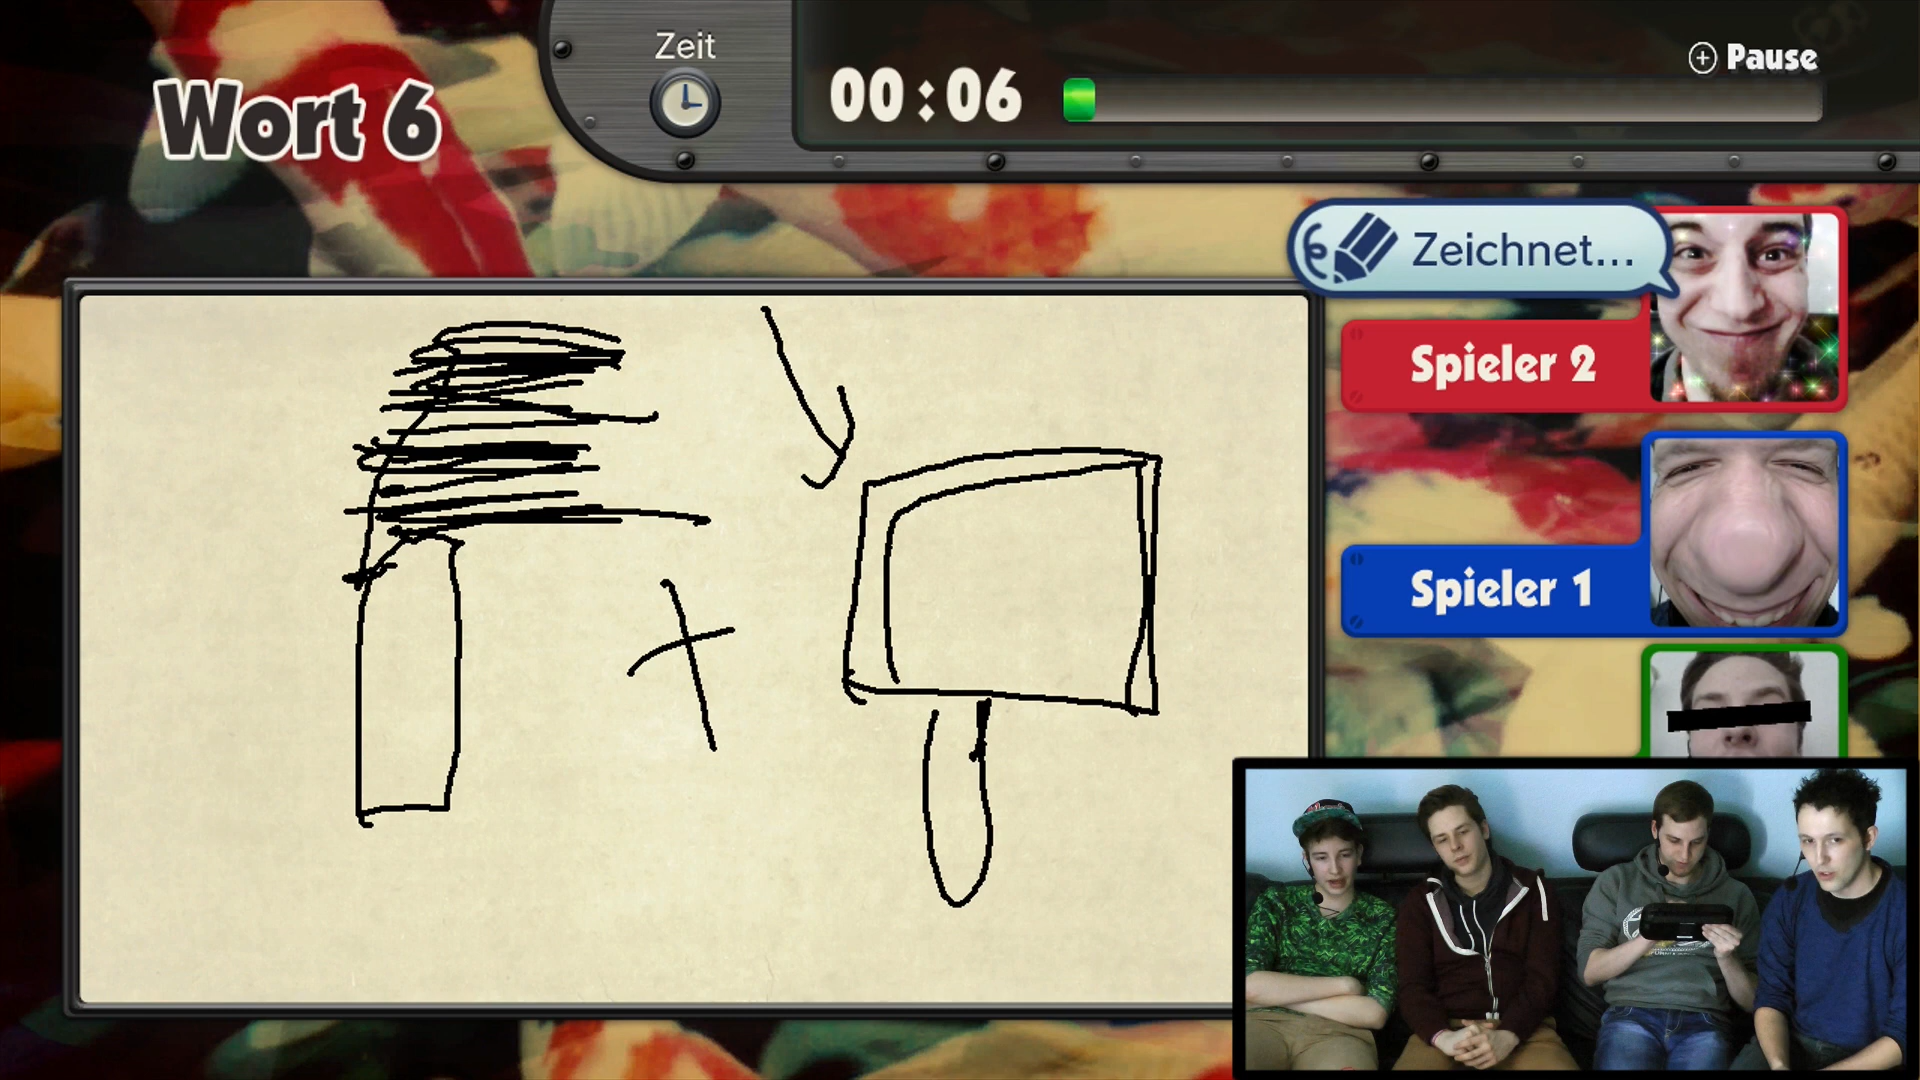 Wort 6
Zeit
00:06
Pause
Zeichnet...
Spieler 2
Spieler 1